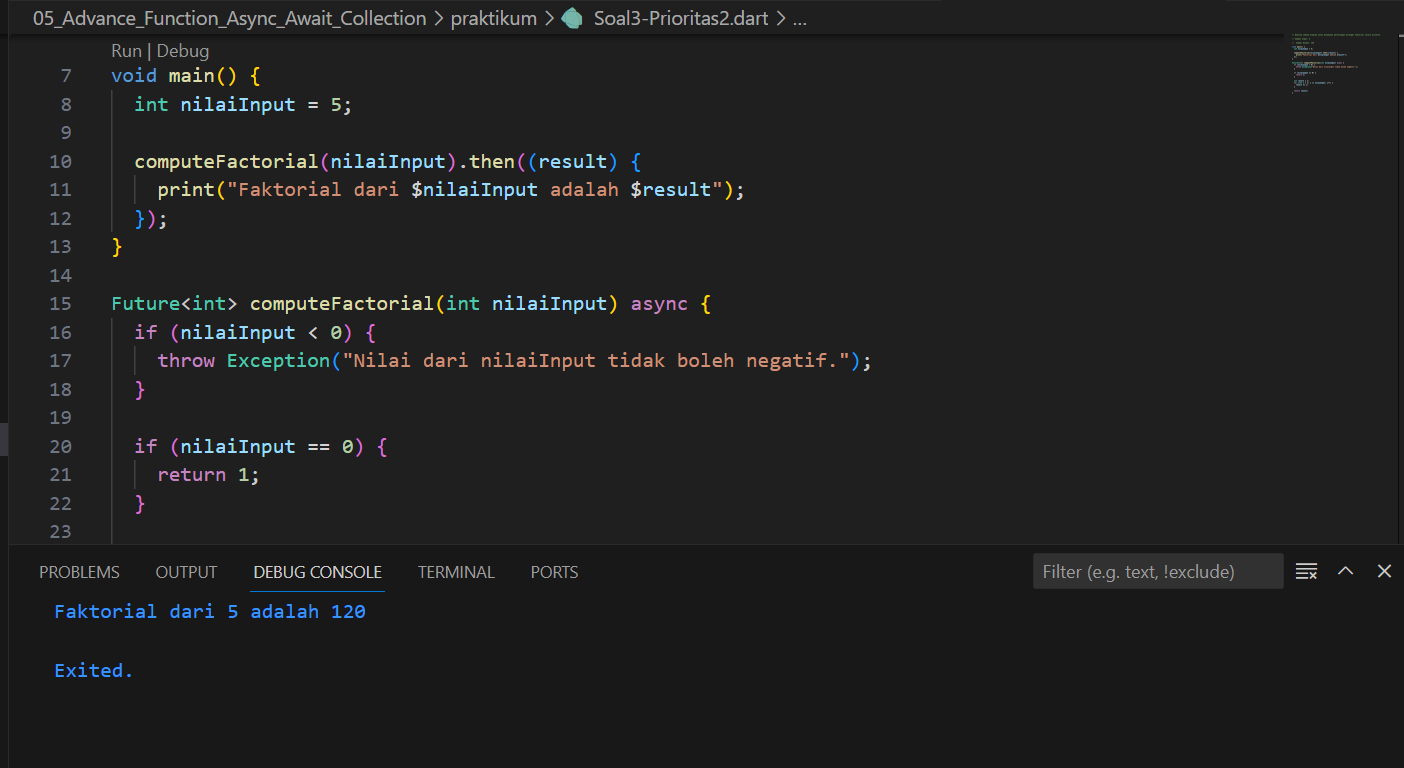 05_Advance_Function_Async_Await_Collection > praktikum > Soal3-Prioritas2.dart > ...
Run | Debug
7 void main() {
8 int nilaiInput = 5;
9
10 computeFactorial(nilaiInput).then((result) {
11 print("Faktorial dari $nilaiInput adalah $result");
12 });
13 }
14
15 Future<int> computeFactorial(int nilaiInput) async {
16 if (nilaiInput < 0) {
17 throw Exception("Nilai dari nilaiInput tidak boleh negatif.");
18 }
19
20 if (nilaiInput == 0) {
21 return 1;
22 }
23
PROBLEMS OUTPUT DEBUG CONSOLE TERMINAL PORTS Filter (e.g. text, !exclude)
Faktorial dari 5 adalah 120
Exited.